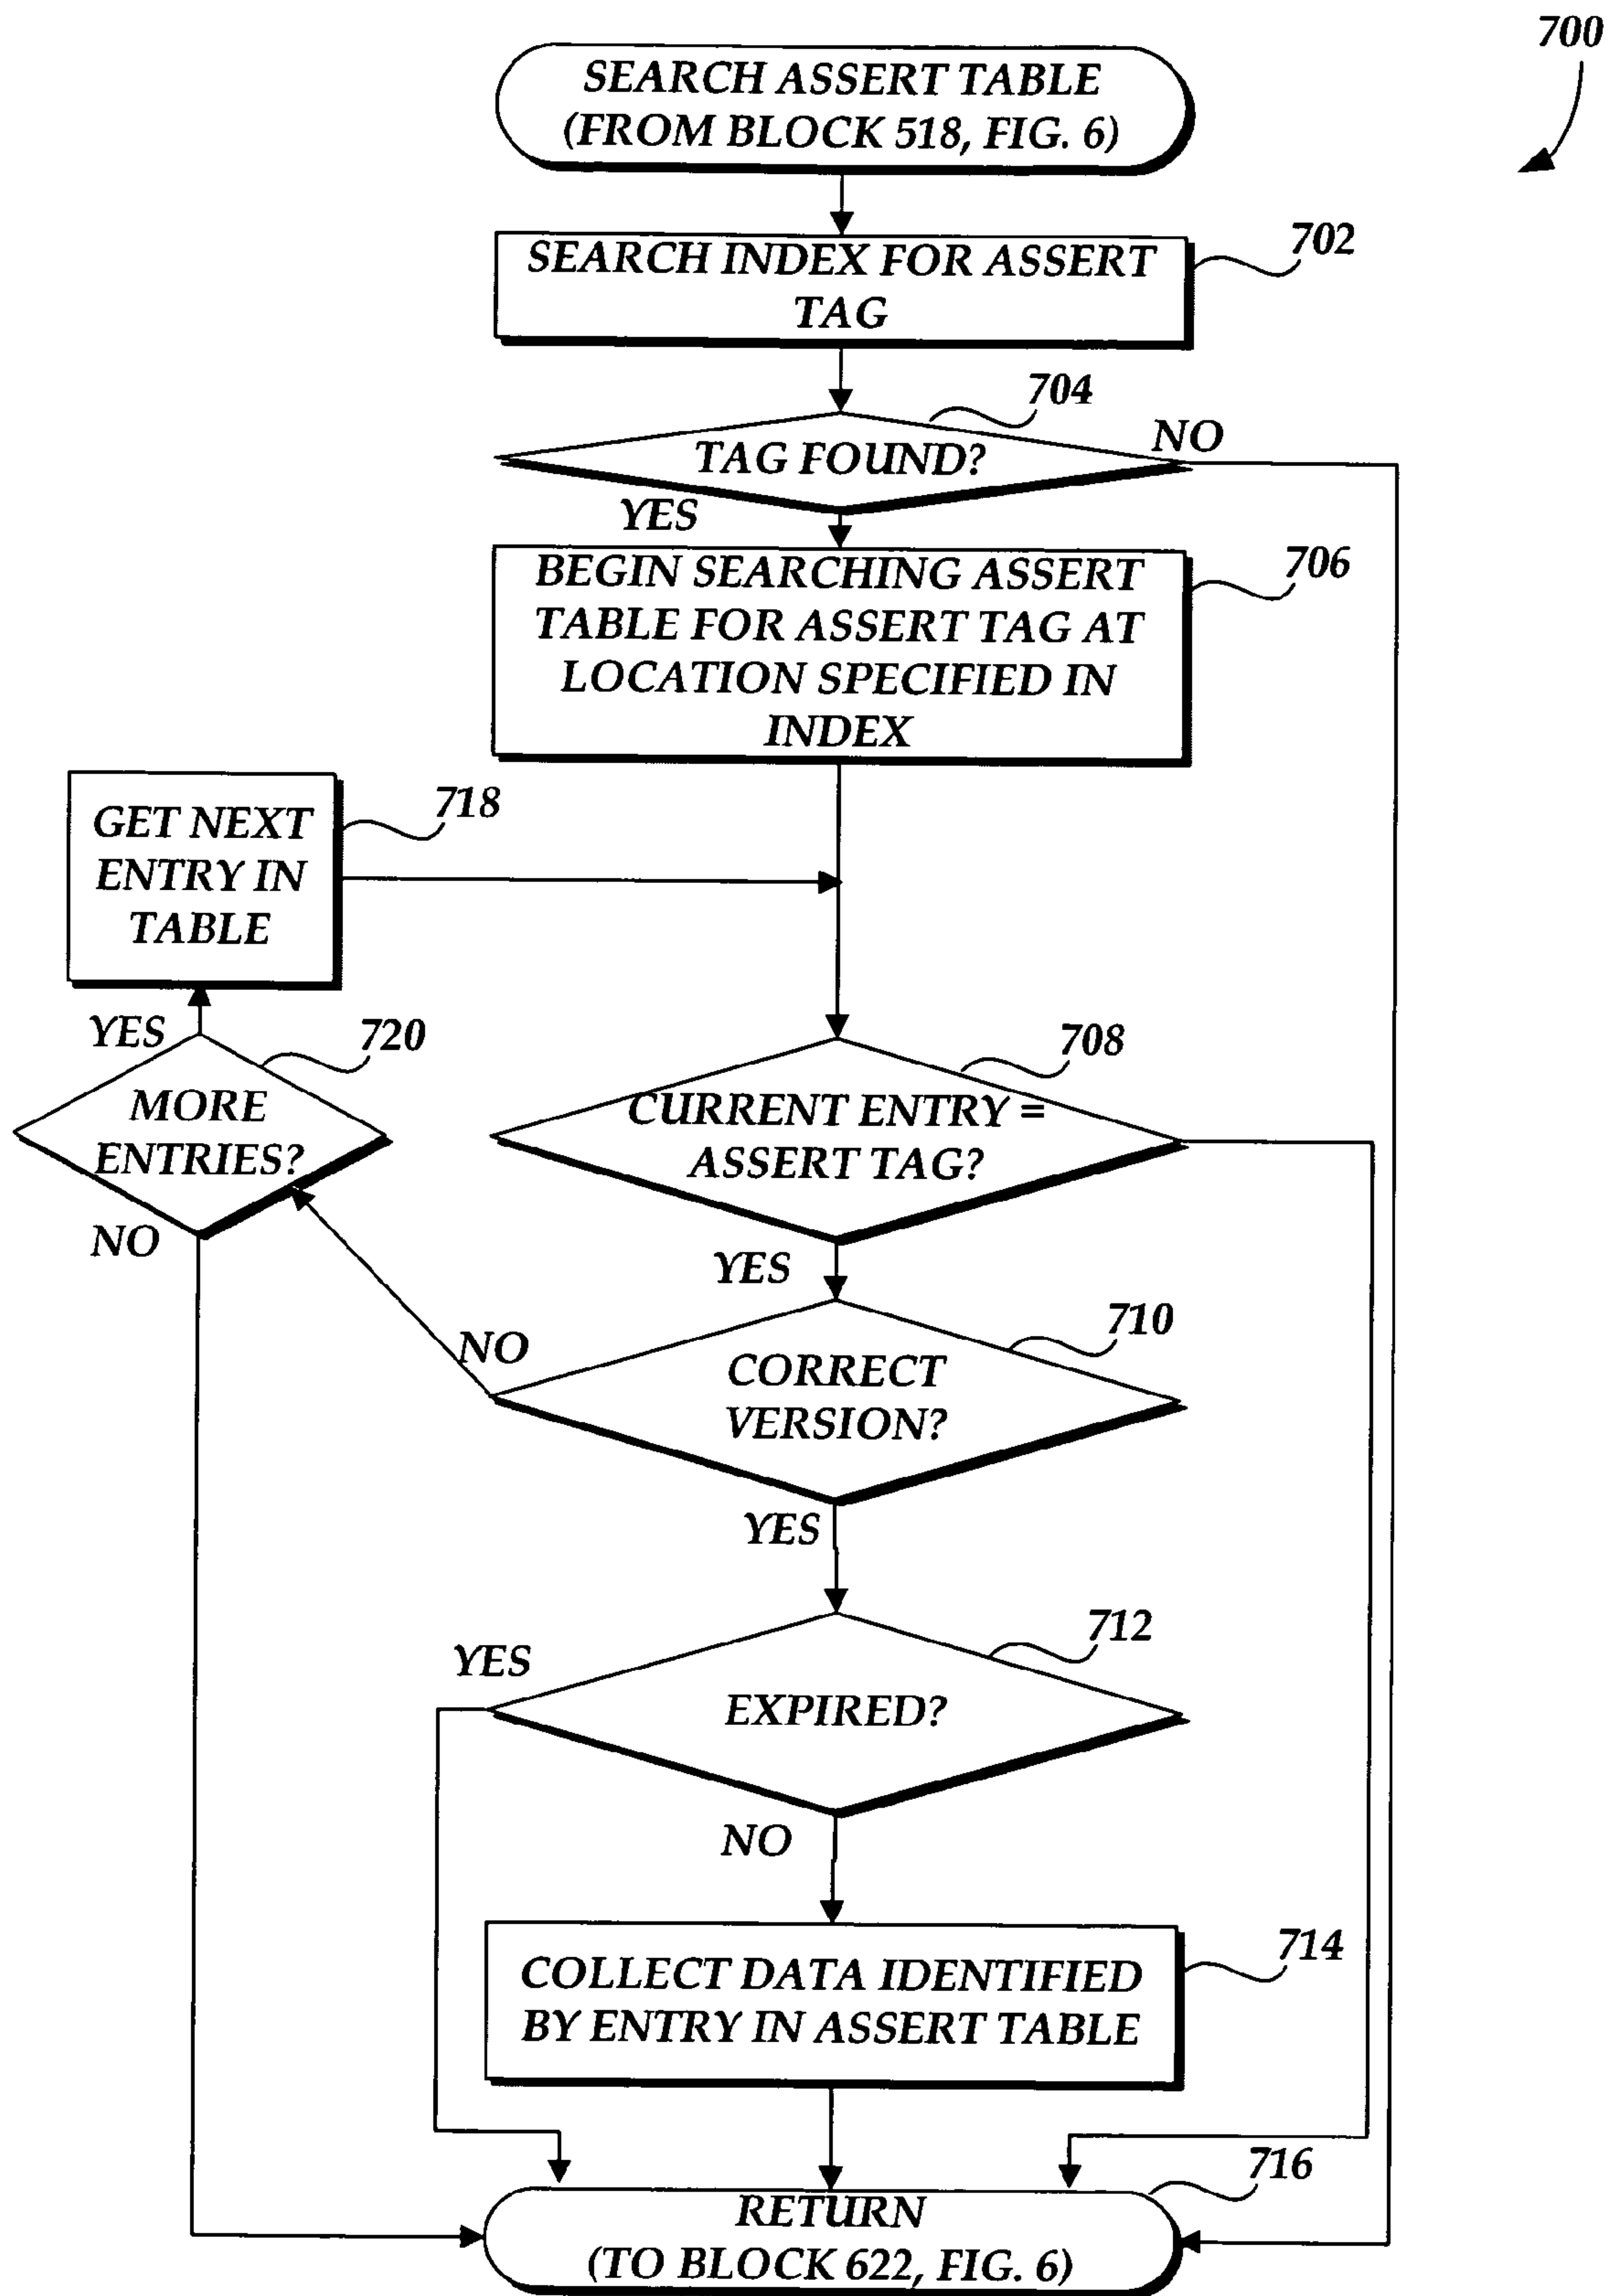 700
SEARCH ASSERT TABLE
(FROM BLOCK 518, FIG. 6)
702
SEARCH INDEX FOR ASSERT
TAG
704
TAG FOUND?
NO
YES
706
BEGIN SEARCHING ASSERT
TABLE FOR ASSERT TAG AT
LOCATION SPECIFIED IN
INDEX
718
GET NEXT
ENTRY IN
TABLE
YES
720
MORE
ENTRIES?
NO
708
CURRENT ENTRY =
ASSERT TAG?
YES
710
NO
CORRECT
VERSION?
YES
712
YES
EXPIRED?
NO
714
COLLECT DATA IDENTIFIED
BY ENTRY IN ASSERT TABLE
716
RETURN
(TO BLOCK 622, FIG. 6)